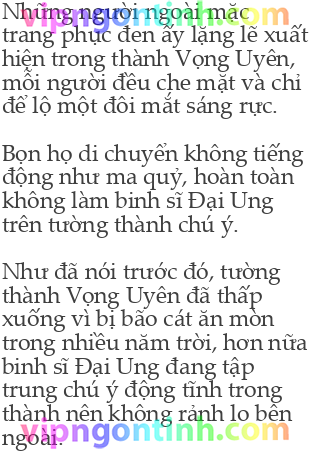 Những người ngoài mặc
trang phục đen ấy lặng lẽ xuất
hiện trong thành Vọng Uyên,
mỗi người đều che mặt và chỉ
để lộ một đôi mắt sáng rực.
Bọn họ di chuyển không tiếng
động như ma quỷ, hoàn toàn
không làm binh sĩ Đại Ung
trên tường thành chú ý.
Như đã nói trước đó, tường
thành Vọng Uyên đã thấp
xuống vì bị bão cát ăn mòn
trong nhiều năm trời, hơn nữa
binh sĩ Đại Ung đang tập
trung chú ý động tĩnh trong
thành nên không rảnh lo bên
ngoài.
vipngontinh.com
vipngontinh.com
vipngontinh.com
vipngontinh.com